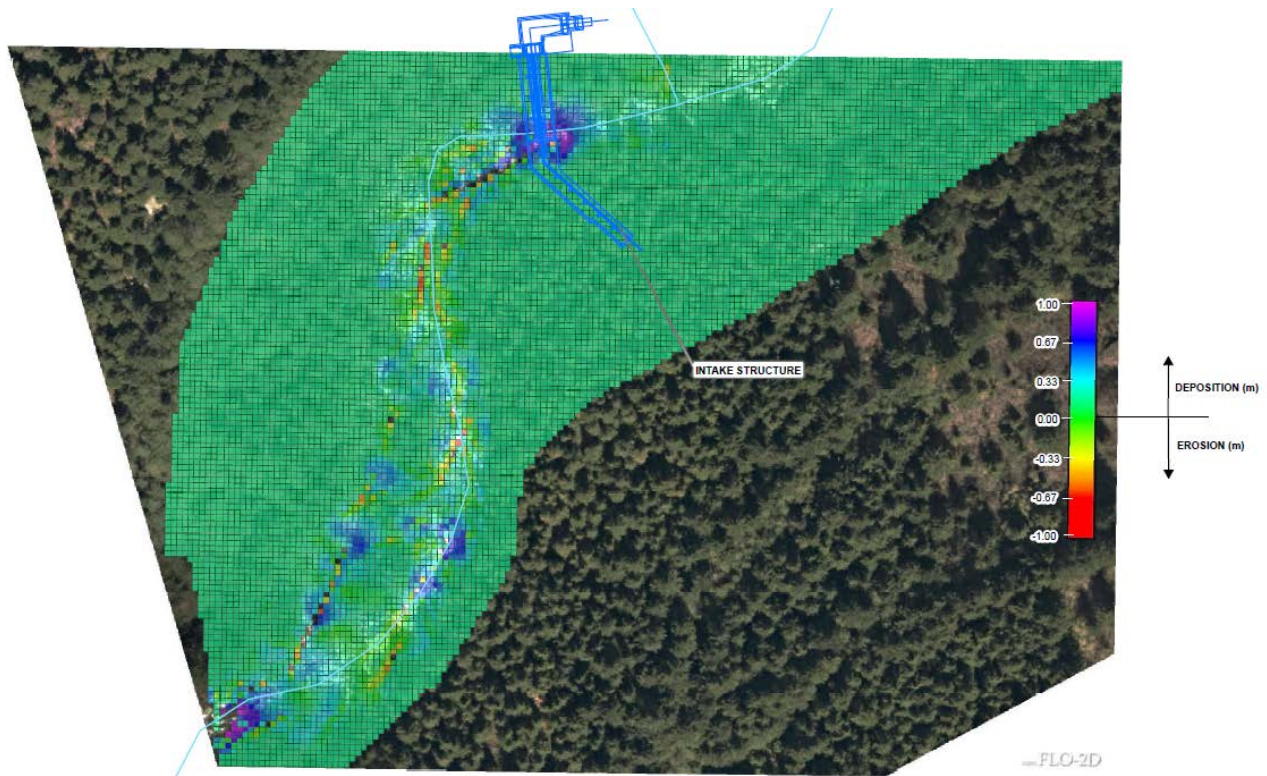 INTAKE STRUCTURE
1.00
0.67
0.33
0.00
-0.33
-0.67
-1.00
DEPOSITION (m)
EROSION (m)
FLO-2D